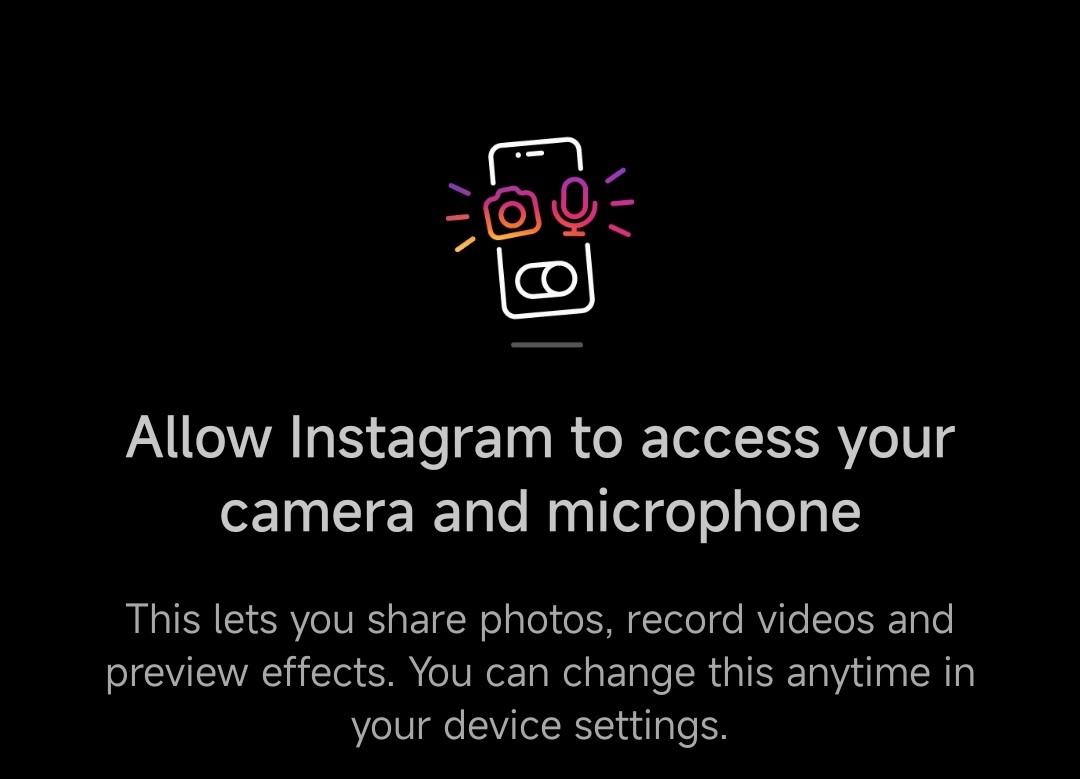 Allow Instagram to access your
camera and microphone
This lets you share photos, record videos and
preview effects. You can change this anytime in
your device settings.